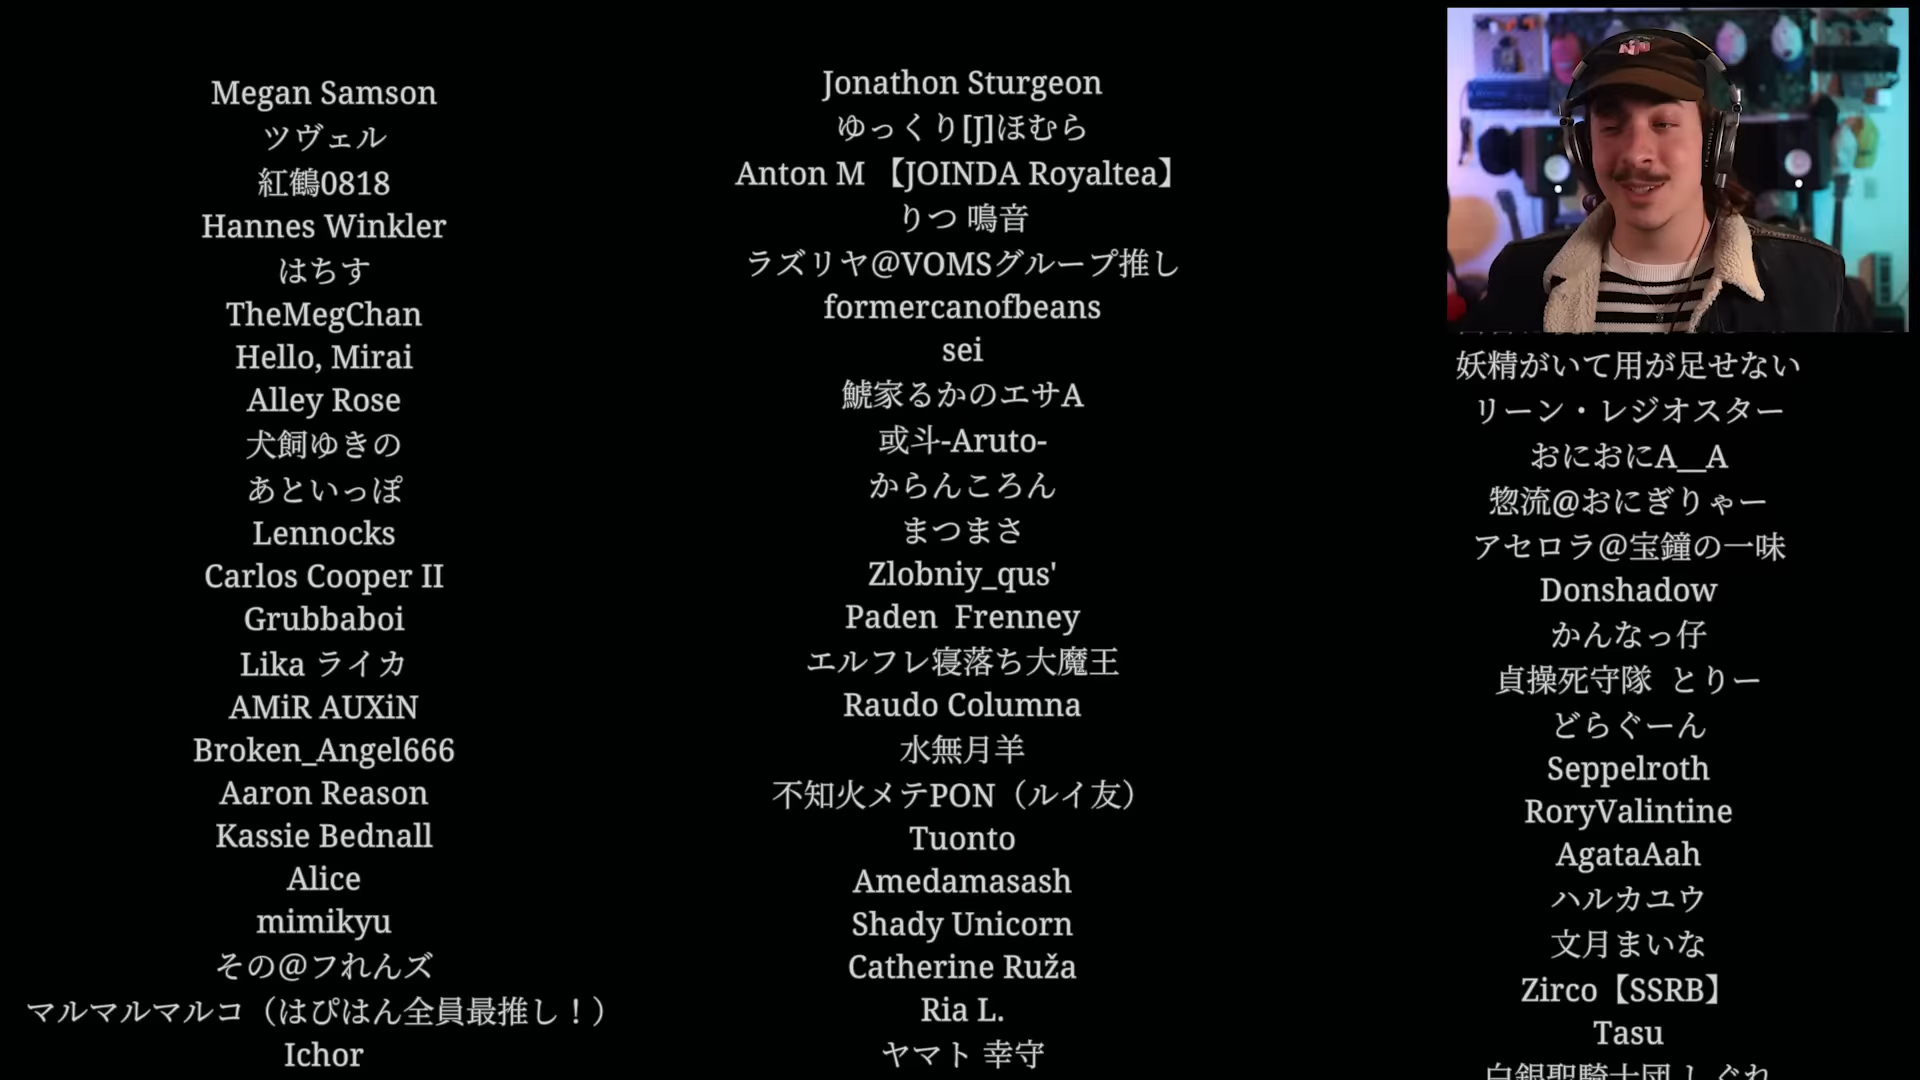 Megan Samson
ツヴェル
紅鶴0818
Hannes Winkler
はちす
TheMegChan
Hello, Mirai
Alley Rose
犬飼ゆきの
あといっぽ
Lennocks
Carlos Cooper II
Grubbaboi
Lika ライカ
AMiR AUXiN
Broken_Angel666
Aaron Reason
Kassie Bednall
Alice
mimikyu
その@フれんズ
マルマルマルコ（はぴはん全員最推し！）
Ichor
Jonathon Sturgeon
ゆっくり[J]ほむら
Anton M 【JOINDA Royaltea】
りつ 鳴音
ラズリヤ@VOMSグループ推し
formercanofbeans
sei
鯱家るかのエサA
或斗-Aruto-
からんころん
まつまさ
Zlobniy_qus'
Paden  Frenney
エルフレ寝落ち大魔王
Raudo Columna
水無月羊
不知火メテPON（ルイ友）
Tuonto
Amedamasash
Shady Unicorn
Catherine Ruža
Ria L.
ヤマト 幸守
妖精がいて用が足せない
リーン・レジオスター
おにおにA__A
惣流@おにぎりゃー
アセロラ@宝鐘の一味
Donshadow
かんなっ仔
貞操死守隊  とりー
どらぐーん
Seppelroth
RoryValintine
AgataAah
ハルカユウ
文月まいな
Zirco【SSRB】
Tasu
白銀聖騎士団 しぐれ